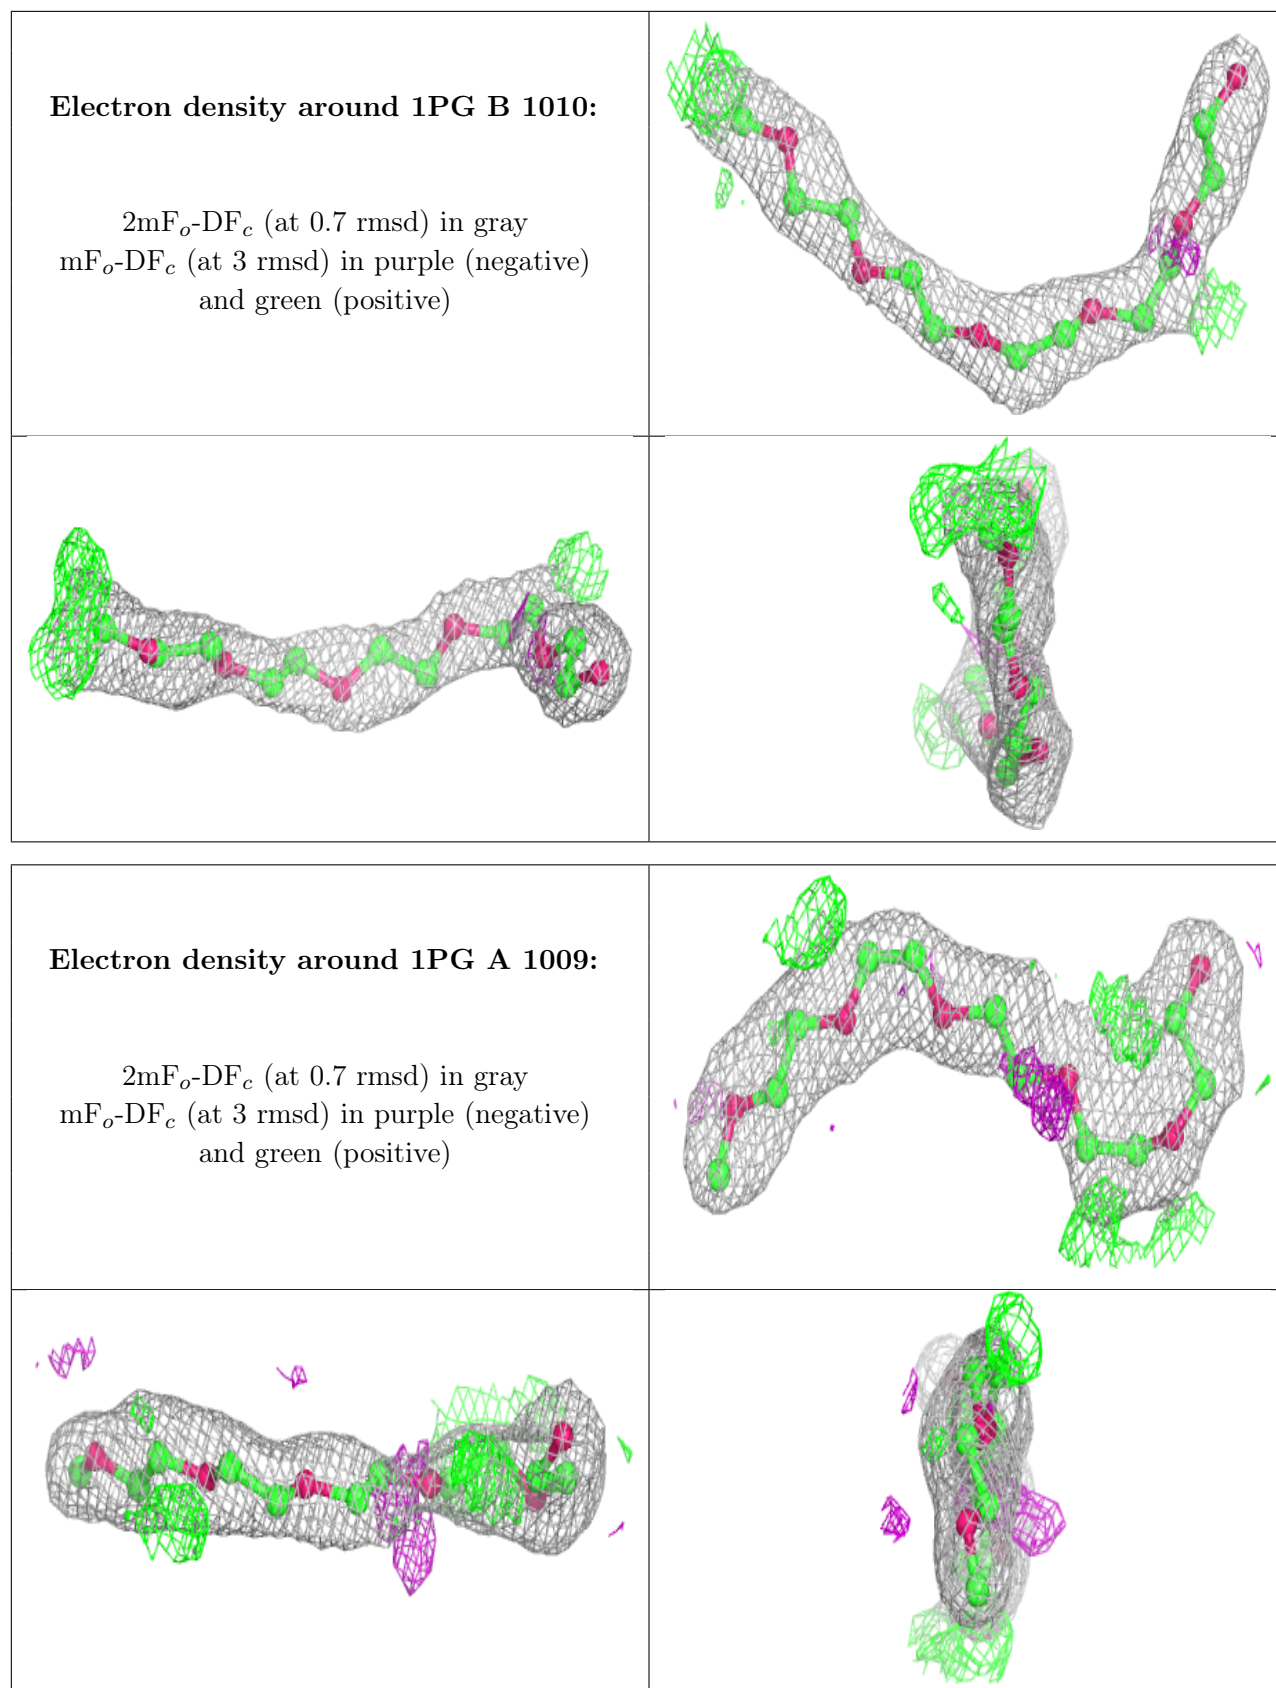 Electron density around 1PG B 1010:
2mFₒ-DF𝒸 (at 0.7 rmsd) in gray
mFₒ-DF𝒸 (at 3 rmsd) in purple (negative)
and green (positive)
Electron density around 1PG A 1009:
2mFₒ-DF𝒸 (at 0.7 rmsd) in gray
mFₒ-DF𝒸 (at 3 rmsd) in purple (negative)
and green (positive)